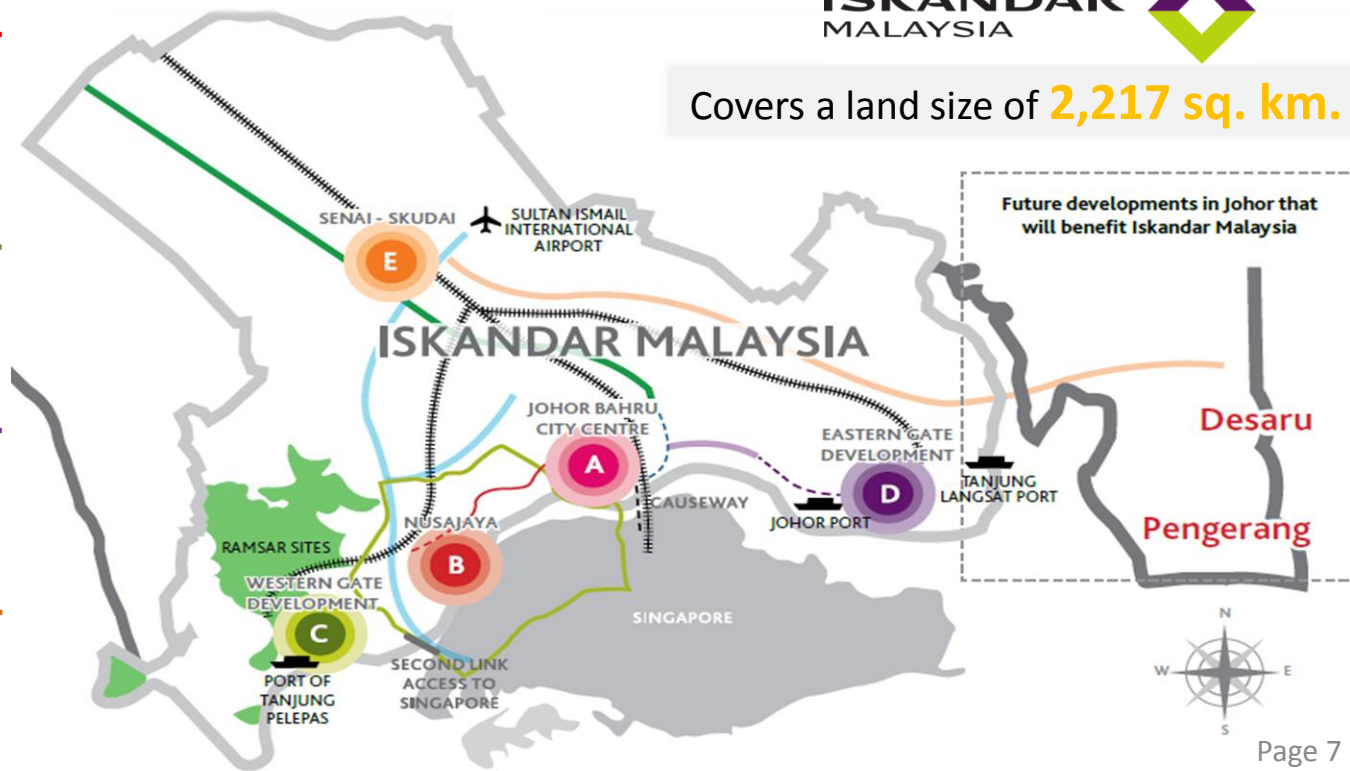 ISKANDAR
MALAYSIA
Covers a land size of 2,217 sq. km.
Future developments in Johor that
will benefit Iskandar Malaysia
SENAI - SKUDAI
E
SULTAN ISMAIL
INTERNATIONAL
AIRPORT
ISKANDAR MALAYSIA
JOHOR BAHRU
CITY CENTRE
A
EASTERN GATE
DEVELOPMENT
D
TANJUNG
LANGSAT PORT
JOHOR PORT
CAUSEWAY
Desaru
Pengerang
NUSAJAYA
B
RAMSAR SITES
WESTERN GATE
DEVELOPMENT
C
PORT OF
TANJUNG
PELEPAS
SECOND LINK
ACCESS TO
SINGAPORE
SINGAPORE
N
W
E
S
Page 7